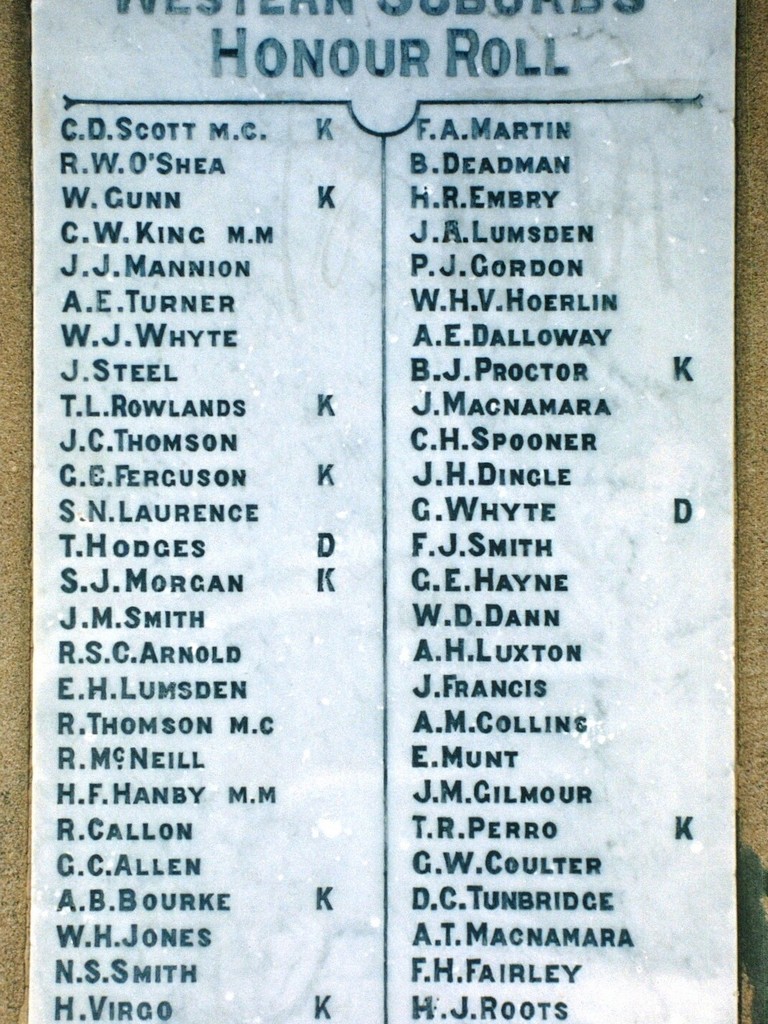 WESTERN SUBURBS
HONOUR ROLL
C.D.SCOTT M.C. K
R.W.O'SHEA
W.GUNN K
C.W.KING M.M
J.J.MANNION
A.E.TURNER
W.J.WHYTE
J.STEEL
T.L.ROWLANDS K
J.C.THOMSON
G.E.FERGUSON K
S.N.LAURENCE
T.HODGES D
S.J.MORGAN K
J.M.SMITH
R.S.C.ARNOLD
E.H.LUMSDEN
R.THOMSON M.C
R.McNEILL
H.F.HANBY M.M
R.CALLON
G.C.ALLEN
A.B.BOURKE K
W.H.JONES
N.S.SMITH
H.VIRGO K
F.A.MARTIN
B.DEADMAN
H.R.EMBRY
J.A.LUMSDEN
P.J.GORDON
W.H.V.HOERLIN
A.E.DALLOWAY
B.J.PROCTOR K
J.MACNAMARA
C.H.SPOONER
J.H.DINGLE
G.WHYTE D
F.J.SMITH
G.E.HAYNE
W.D.DANN
A.H.LUXTON
J.FRANCIS
A.M.COLLINS
E.MUNT
J.M.GILMOUR
T.R.PERRO K
G.W.COULTER
D.C.TUNBRIDGE
A.T.MACNAMARA
F.H.FAIRLEY
H.J.ROOTS